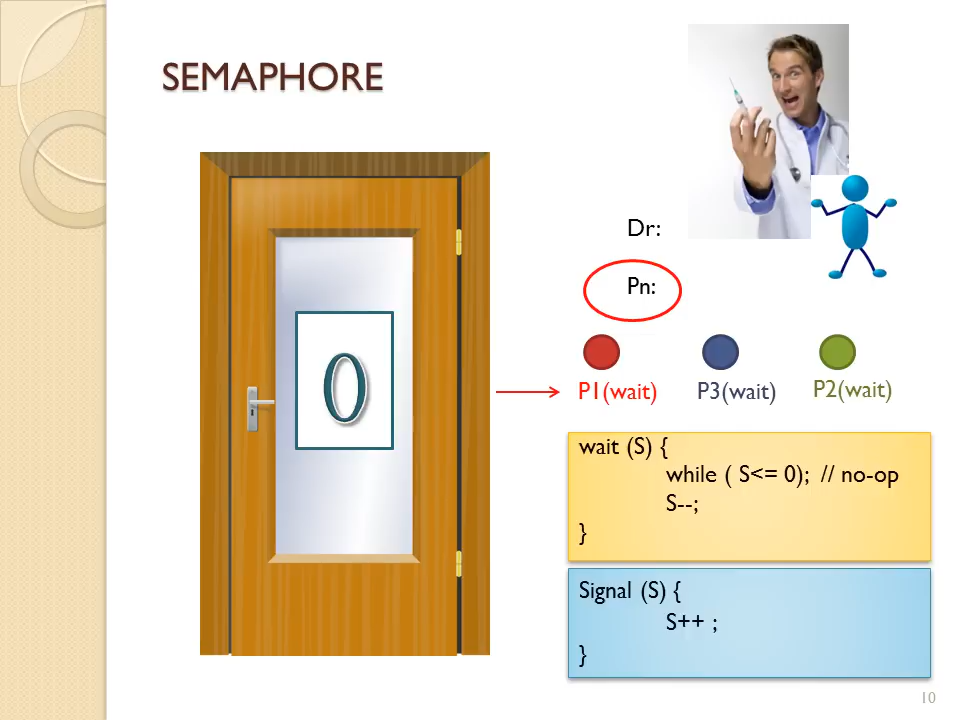 SEMAPHORE
Dr:
Pn:
0
P1(wait) P3(wait) P2(wait)
wait (S) {
while ( S<= 0);  // no-op
S--;
}
Signal (S) {
S++ ;
}
10